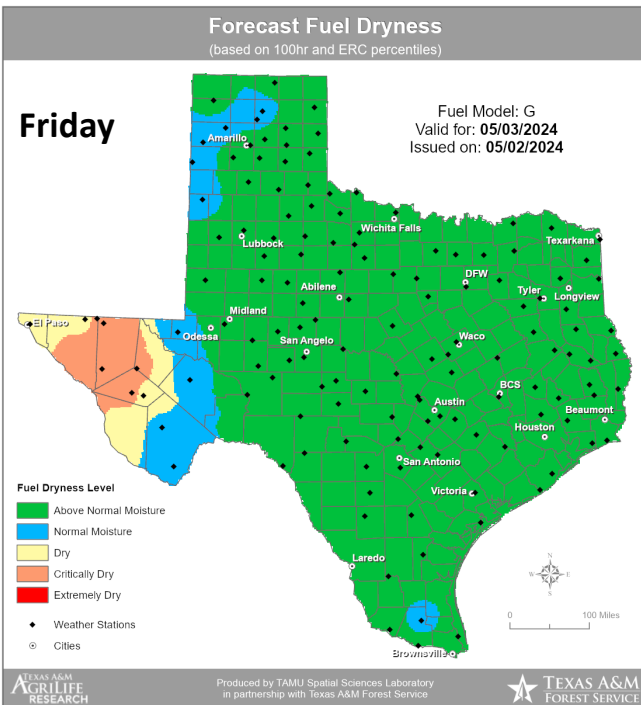 Forecast Fuel Dryness
(based on 100hr and ERC percentiles)
Friday
Fuel Model: G
Valid for: 05/03/2024
Issued on: 05/02/2024
Amarillo
Wichita Falls
Lubbock
Texarkana
DFW
Abilene
Tyler
Longview
Midland
El Paso
Odessa
San Angelo
Waco
BCS
Austin
Beaumont
Houston
San Antonio
Victoria
Laredo
Brownsville
Fuel Dryness Level
Above Normal Moisture
Normal Moisture
Dry
Critically Dry
Extremely Dry
Weather Stations
Cities
N
W
E
S
0
100 Miles
TEXAS A&M
AGRILIFE
RESEARCH
Produced by TAMU Spatial Sciences Laboratory
in partnership with Texas A&M Forest Service
TEXAS A&M
FOREST SERVICE